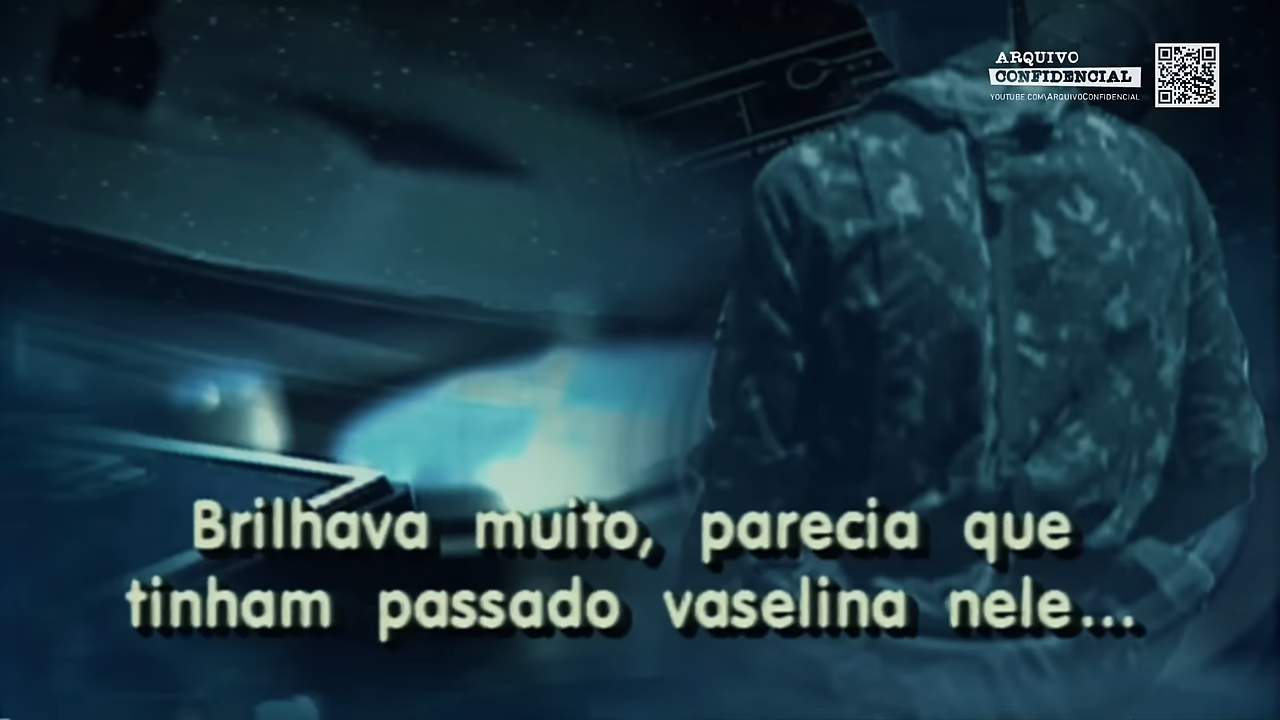 ARQUIVO
CONFIDENCIAL
YOUTUBE.COM\ARQUIVOCONFIDENCIAL
Brilhava muito, parecia que
tinham passado vaselina nele...